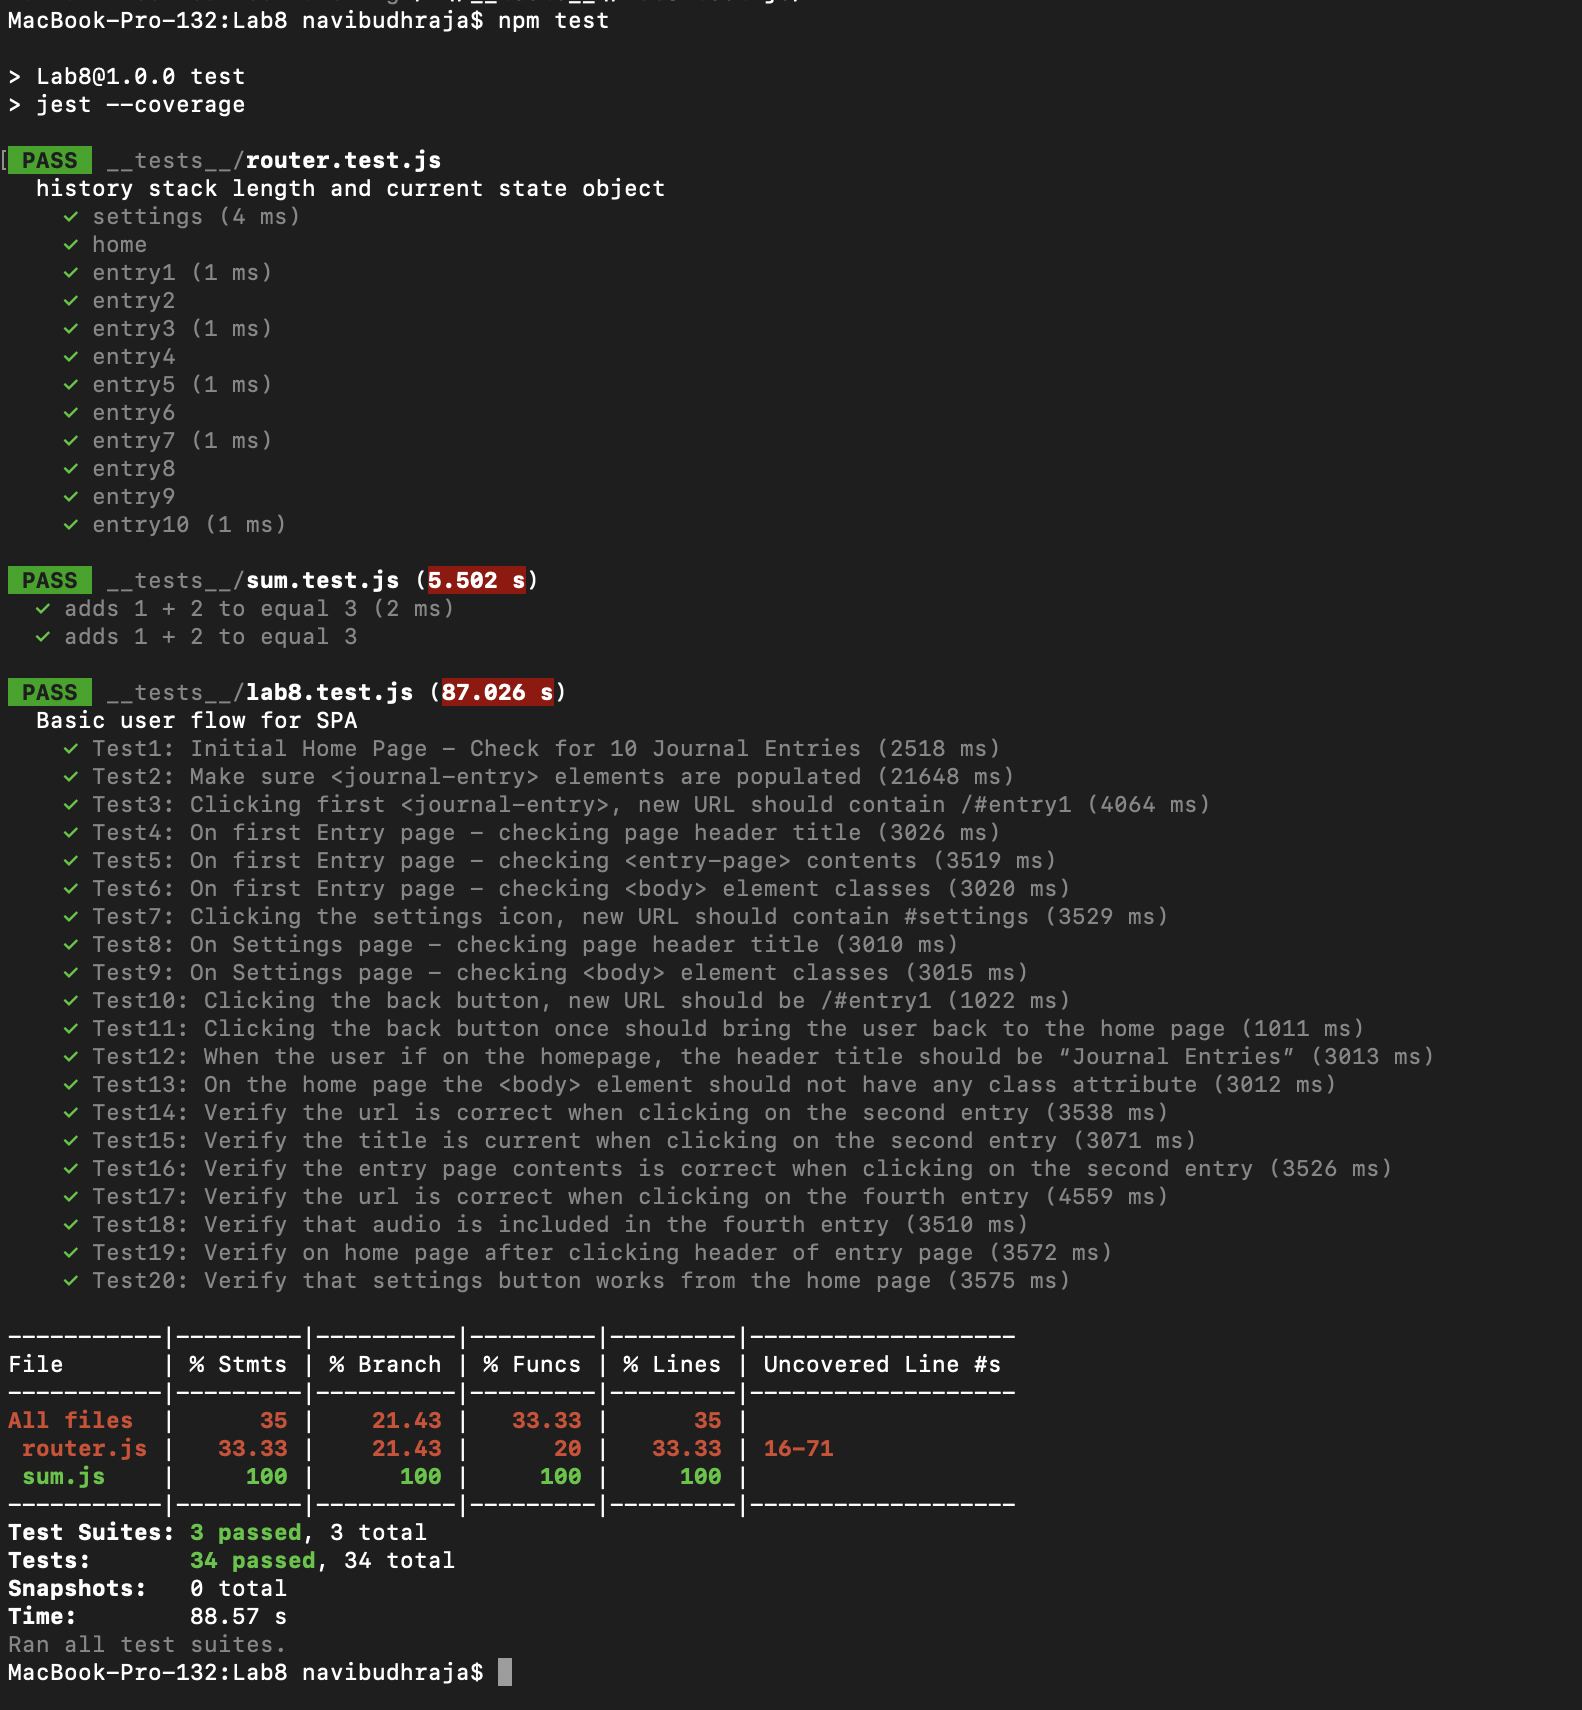 MacBook-Pro-132:Lab8 navibudhraja$ npm test
> Lab8@1.0.0 test
> jest --coverage
[ PASS  __tests__/router.test.js
history stack length and current state object
✓ settings (4 ms)
✓ home
✓ entry1 (1 ms)
✓ entry2
✓ entry3 (1 ms)
✓ entry4
✓ entry5 (1 ms)
✓ entry6
✓ entry7 (1 ms)
✓ entry8
✓ entry9
✓ entry10 (1 ms)
PASS  __tests__/sum.test.js (5.502 s)
✓ adds 1 + 2 to equal 3 (2 ms)
✓ adds 1 + 2 to equal 3
PASS  __tests__/lab8.test.js (87.026 s)
Basic user flow for SPA
✓ Test1: Initial Home Page - Check for 10 Journal Entries (2518 ms)
✓ Test2: Make sure <journal-entry> elements are populated (21648 ms)
✓ Test3: Clicking first <journal-entry>, new URL should contain /#entry1 (4064 ms)
✓ Test4: On first Entry page - checking page header title (3026 ms)
✓ Test5: On first Entry page - checking <entry-page> contents (3519 ms)
✓ Test6: On first Entry page - checking <body> element classes (3020 ms)
✓ Test7: Clicking the settings icon, new URL should contain #settings (3529 ms)
✓ Test8: On Settings page - checking page header title (3010 ms)
✓ Test9: On Settings page - checking <body> element classes (3015 ms)
✓ Test10: Clicking the back button, new URL should be /#entry1 (1022 ms)
✓ Test11: Clicking the back button once should bring the user back to the home page (1011 ms)
✓ Test12: When the user if on the homepage, the header title should be “Journal Entries” (3013 ms)
✓ Test13: On the home page the <body> element should not have any class attribute (3012 ms)
✓ Test14: Verify the url is correct when clicking on the second entry (3538 ms)
✓ Test15: Verify the title is current when clicking on the second entry (3071 ms)
✓ Test16: Verify the entry page contents is correct when clicking on the second entry (3526 ms)
✓ Test17: Verify the url is correct when clicking on the fourth entry (4559 ms)
✓ Test18: Verify that audio is included in the fourth entry (3510 ms)
✓ Test19: Verify on home page after clicking header of entry page (3572 ms)
✓ Test20: Verify that settings button works from the home page (3575 ms)
-----------|---------|----------|---------|---------|-------------------
File       | % Stmts | % Branch | % Funcs | % Lines | Uncovered Line #s
-----------|---------|----------|---------|---------|-------------------
All files  |      35 |    21.43 |   33.33 |      35 |
router.js |   33.33 |    21.43 |      20 |   33.33 | 16-71
sum.js    |     100 |      100 |     100 |     100 |
-----------|---------|----------|---------|---------|-------------------
Test Suites: 3 passed, 3 total
Tests:       34 passed, 34 total
Snapshots:   0 total
Time:        88.57 s
Ran all test suites.
MacBook-Pro-132:Lab8 navibudhraja$